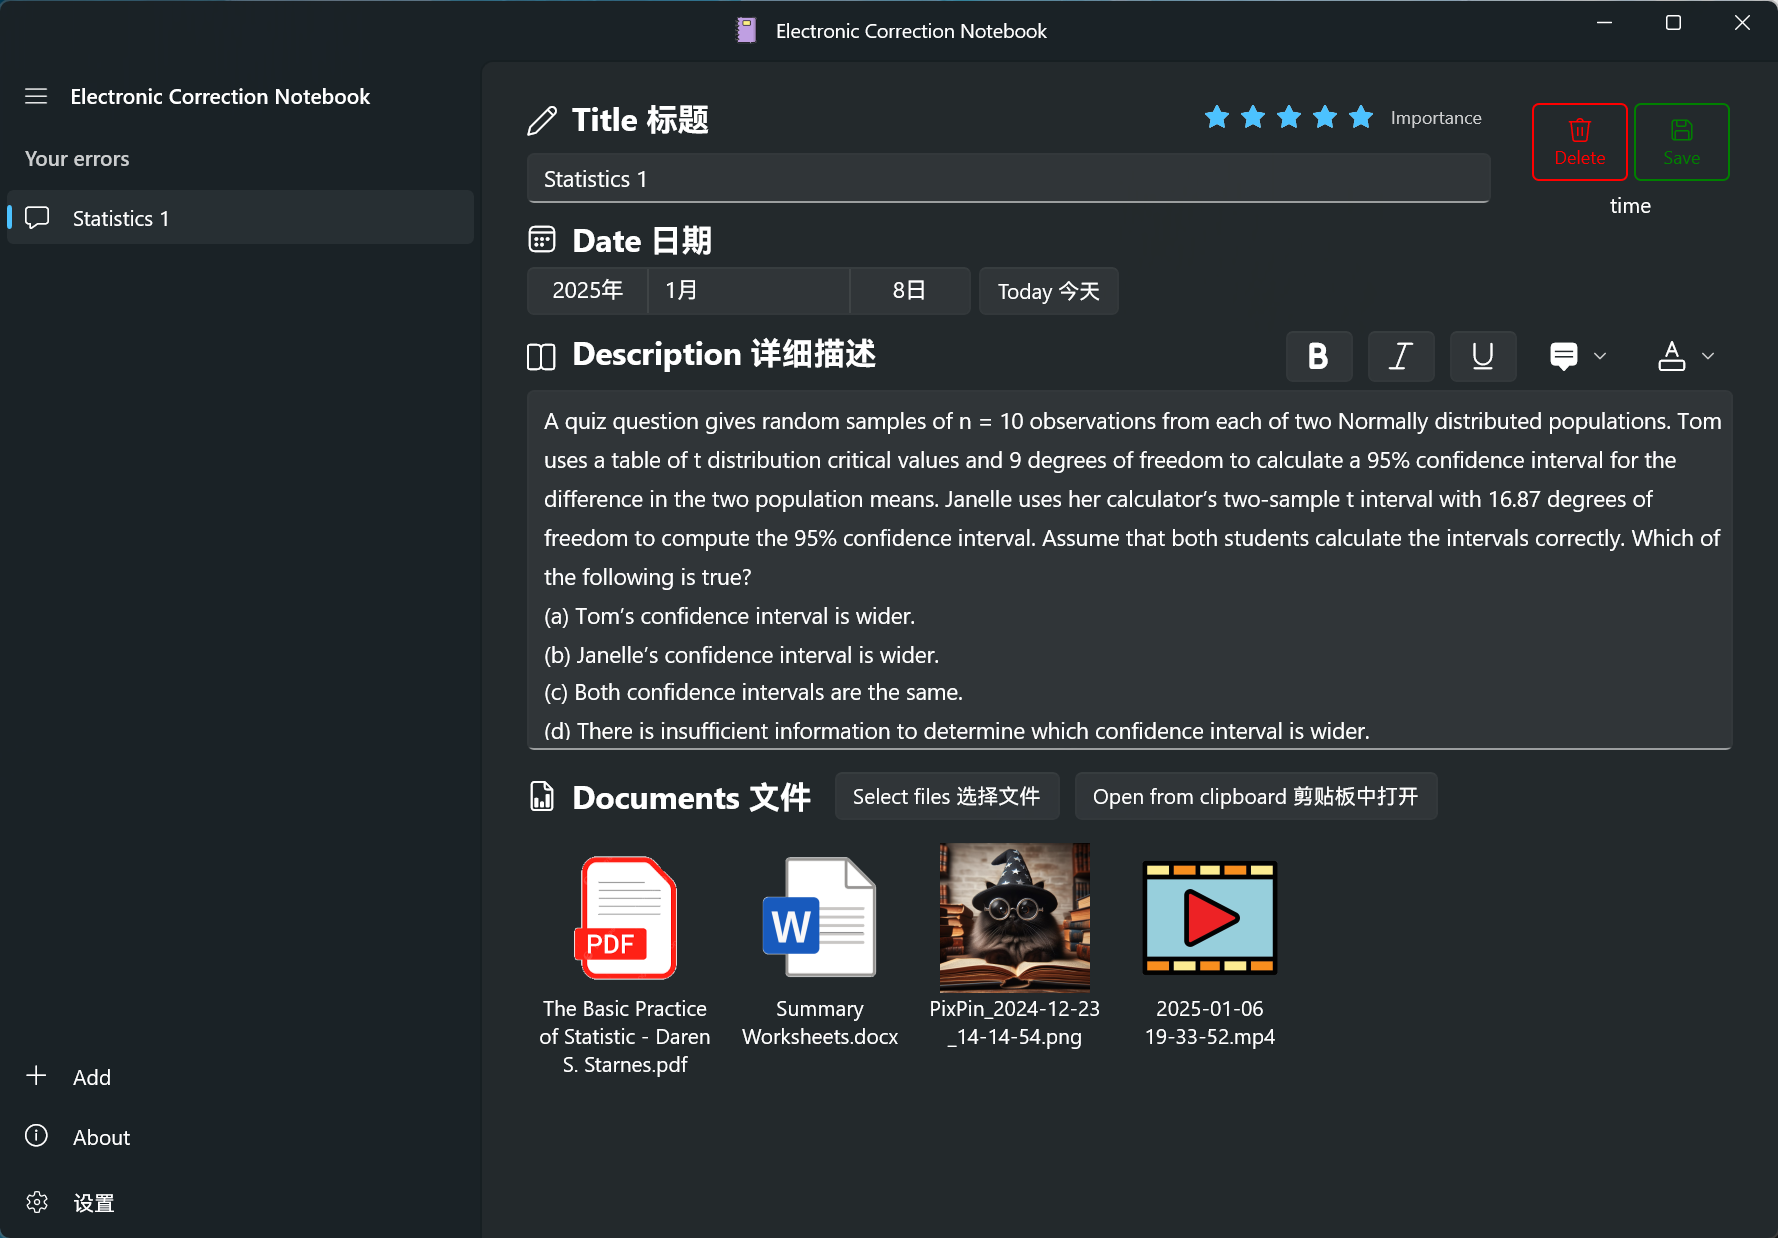 Electronic Correction Notebook
Electronic Correction Notebook
Your errors
Statistics 1
Add
About
设置
Title 标题
Importance
Delete
Save
time
Statistics 1
Date 日期
2025年
1月
8日
Today 今天
Description 详细描述
B I U
A
A quiz question gives random samples of n = 10 observations from each of two Normally distributed populations. Tom
uses a table of t distribution critical values and 9 degrees of freedom to calculate a 95% confidence interval for the
difference in the two population means. Janelle uses her calculator’s two-sample t interval with 16.87 degrees of
freedom to compute the 95% confidence interval. Assume that both students calculate the intervals correctly. Which of
the following is true?
(a) Tom’s confidence interval is wider.
(b) Janelle’s confidence interval is wider.
(c) Both confidence intervals are the same.
(d) There is insufficient information to determine which confidence interval is wider.
Documents 文件
Select files 选择文件
Open from clipboard 剪贴板中打开
PDF
The Basic Practice
of Statistic - Daren
S. Starnes.pdf
W
Summary
Worksheets.docx
PixPin_2024-12-23
_14-14-54.png
2025-01-06
19-33-52.mp4